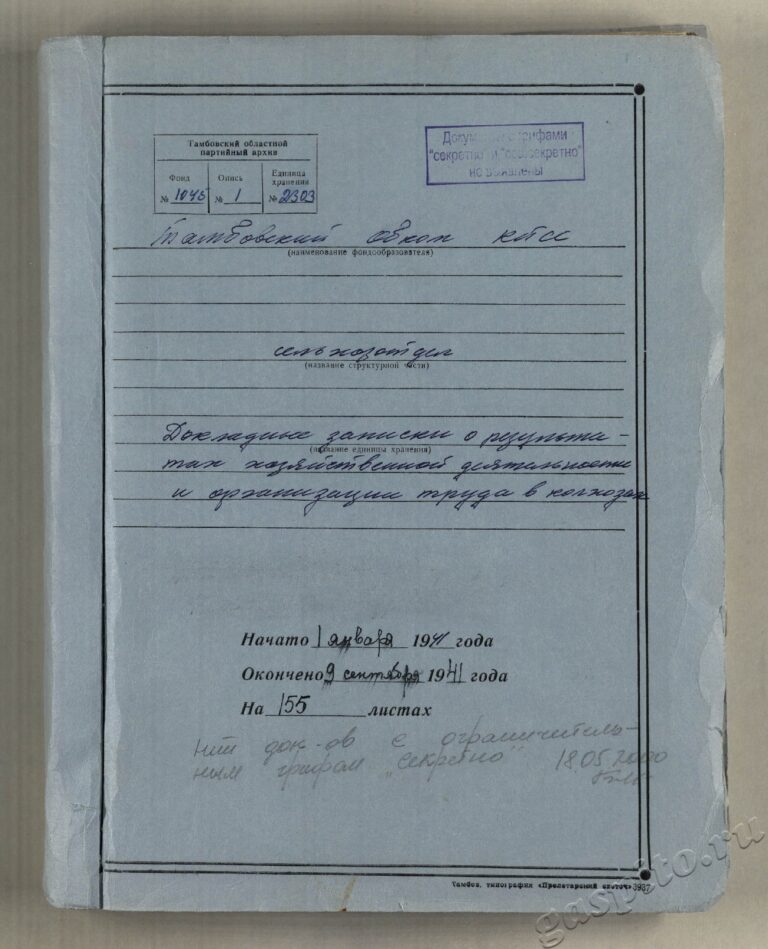 Тамбовский областной
партийный архив
Фонд
№ 1045
Опись
№ 1
Единица
хранения
№ 2303
Документы с грифами
"секретно" и "сов.секретно"
не выявлены
Тамбовский обком КПСС
(наименование фондообразователя)
сельхозотдел
(название структурной части)
Докладные записки о результа-
(название единицы хранения)
тах хозяйственной деятельности
и организации труда в колхозах
Начато 1 января 1941 года
Окончено 9 сентября 1941 года
На 155 листах
Нет док-ов с ограничитель-
ным грифом „секретно" 18.05.2000
Тамбов, типография «Пролетарский светоч» 3937
gaspito.ru